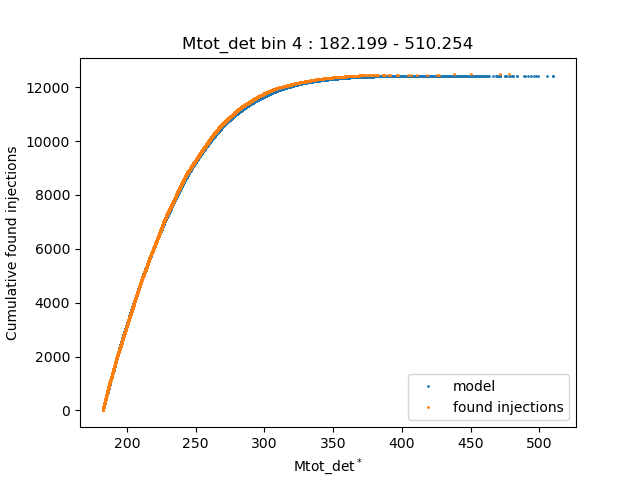 Mtot_det bin 4 : 182.199 - 510.254
Cumulative found injections
12000
10000
8000
6000
4000
2000
0
200 250 300 350 400 450 500
Mtot_det*
model
found injections